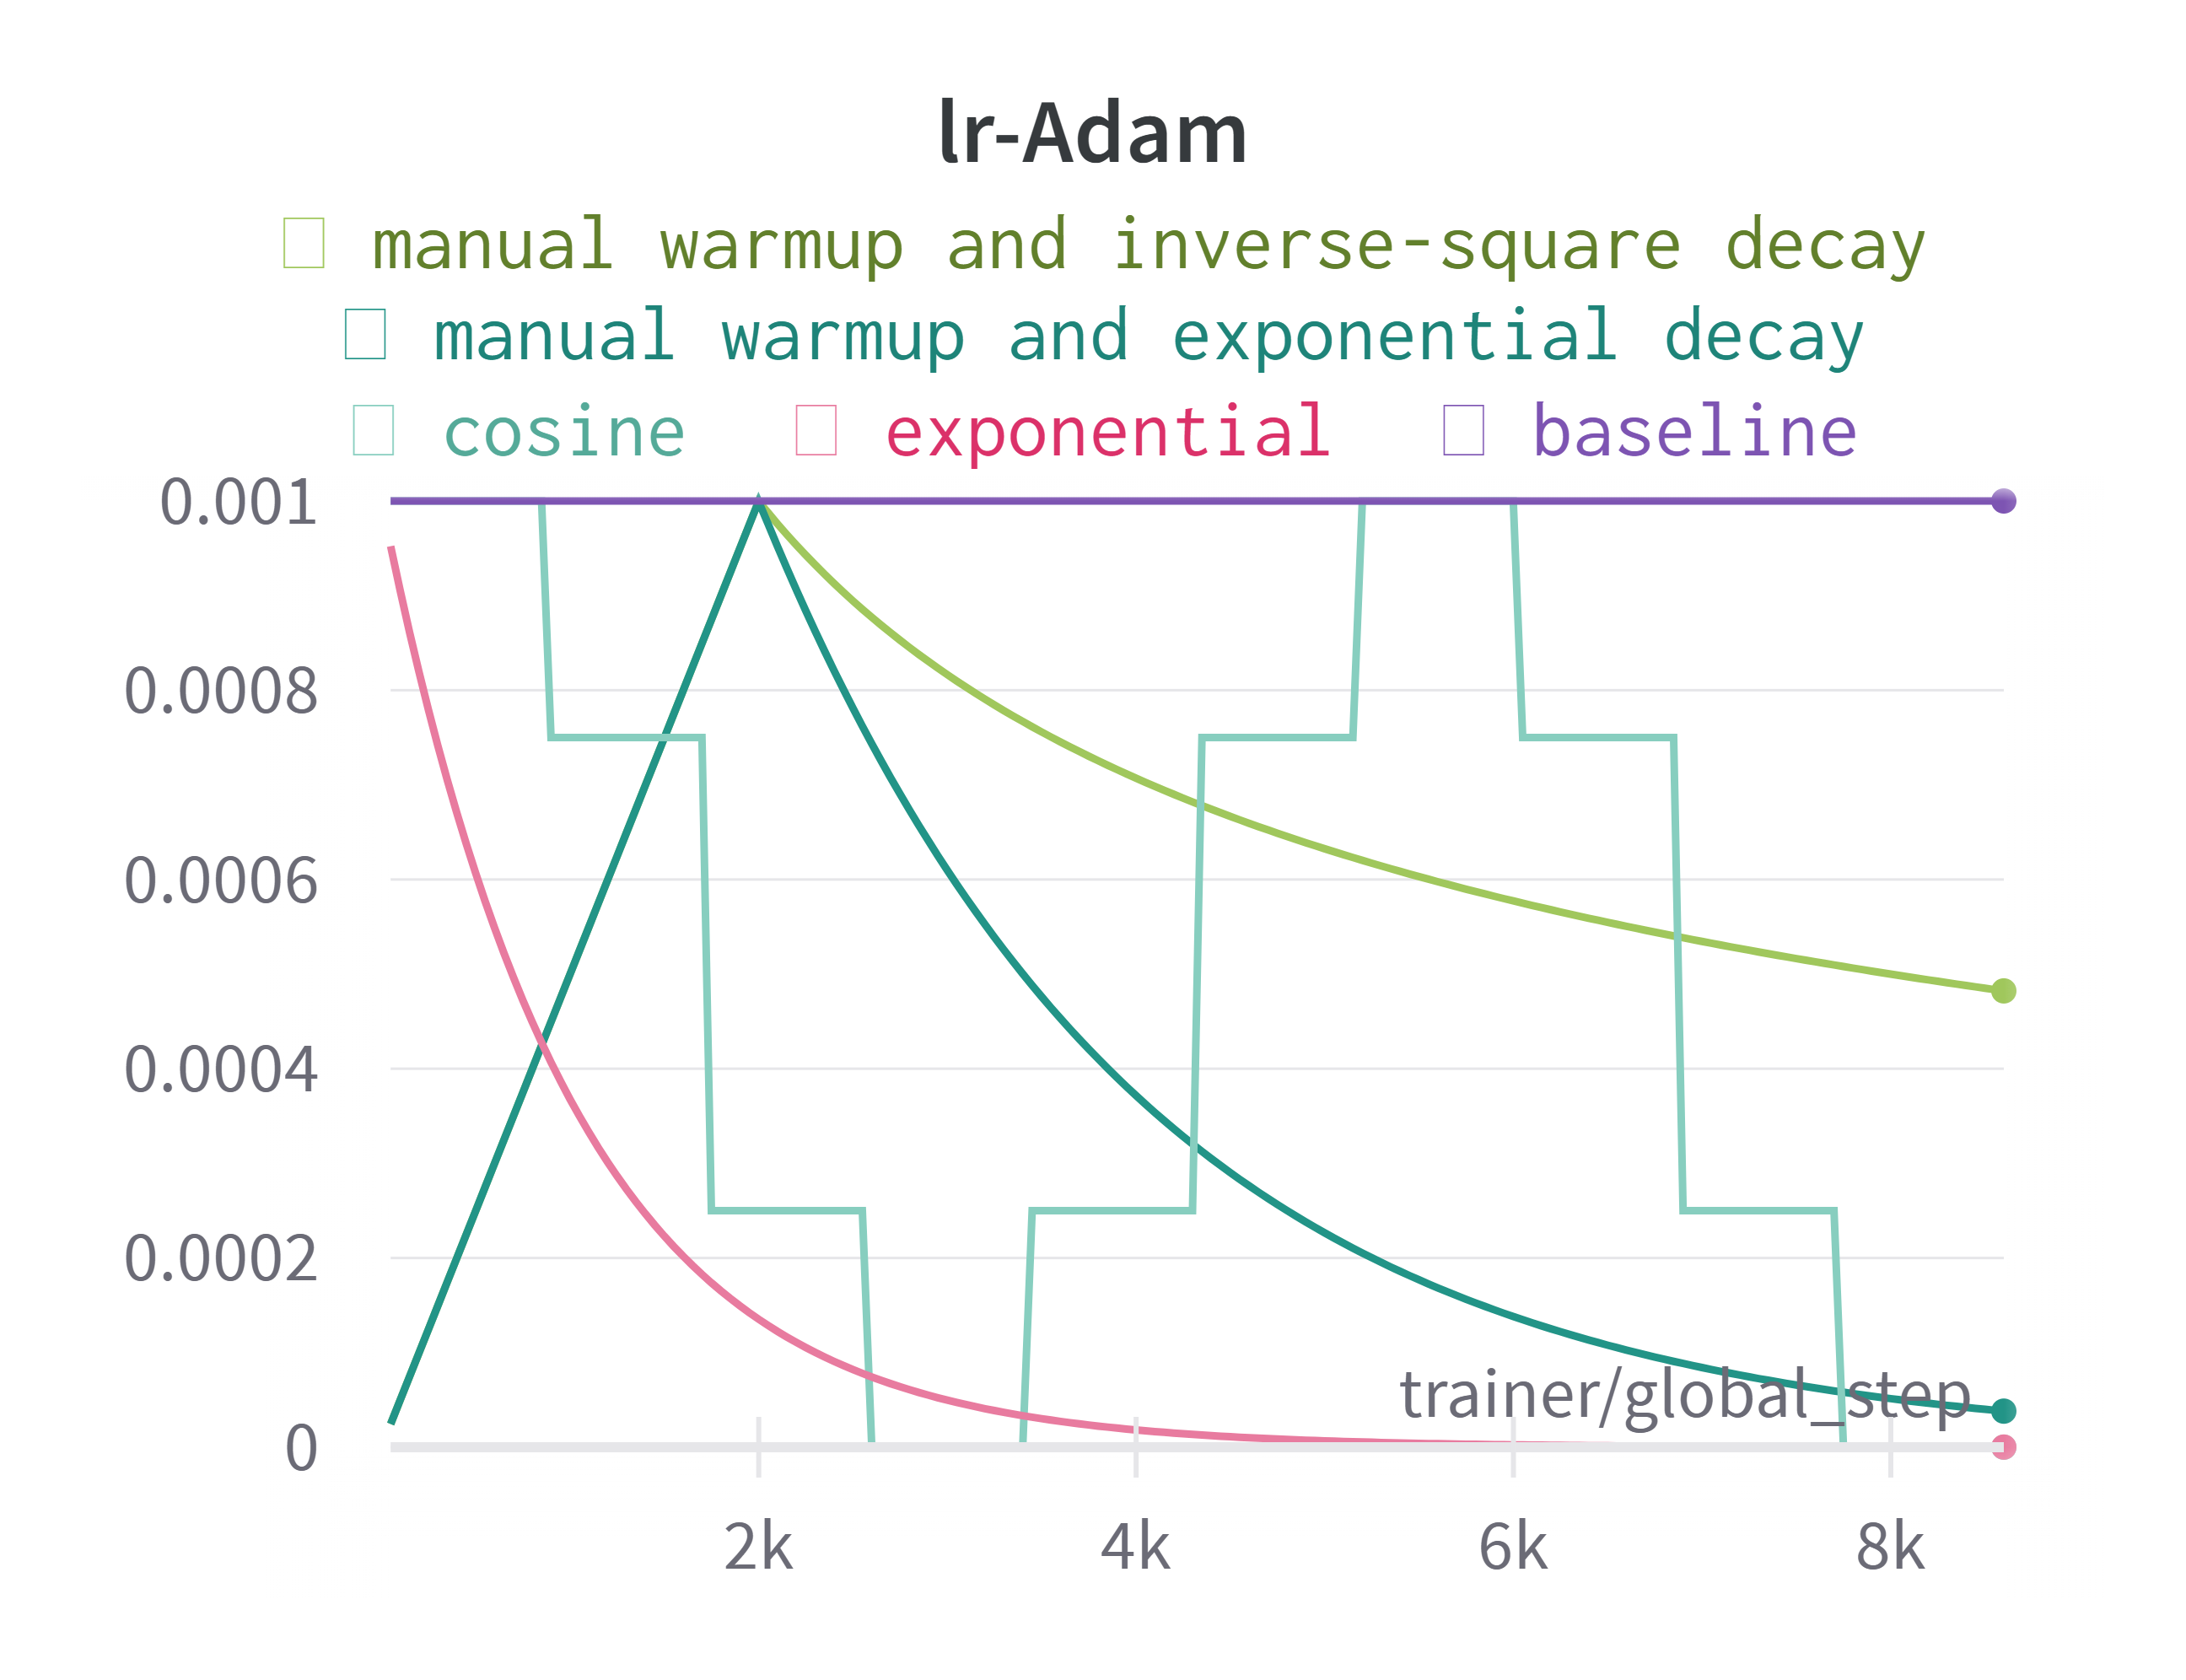 lr-Adam
manual warmup and inverse-square decay
manual warmup and exponential decay
cosine exponential baseline
0.001
0.0008
0.0006
0.0004
0.0002
0
trainer/global_step
2k 4k 6k 8k